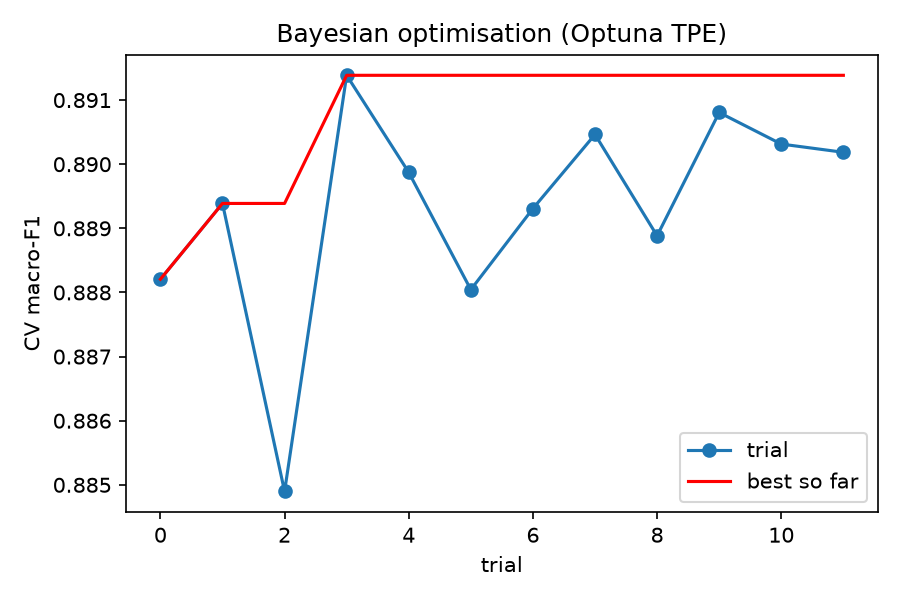 Bayesian optimisation (Optuna TPE)
CV macro-F1
0.891
0.890
0.889
0.888
0.887
0.886
0.885
trial
best so far
0 2 4 6 8 10
trial